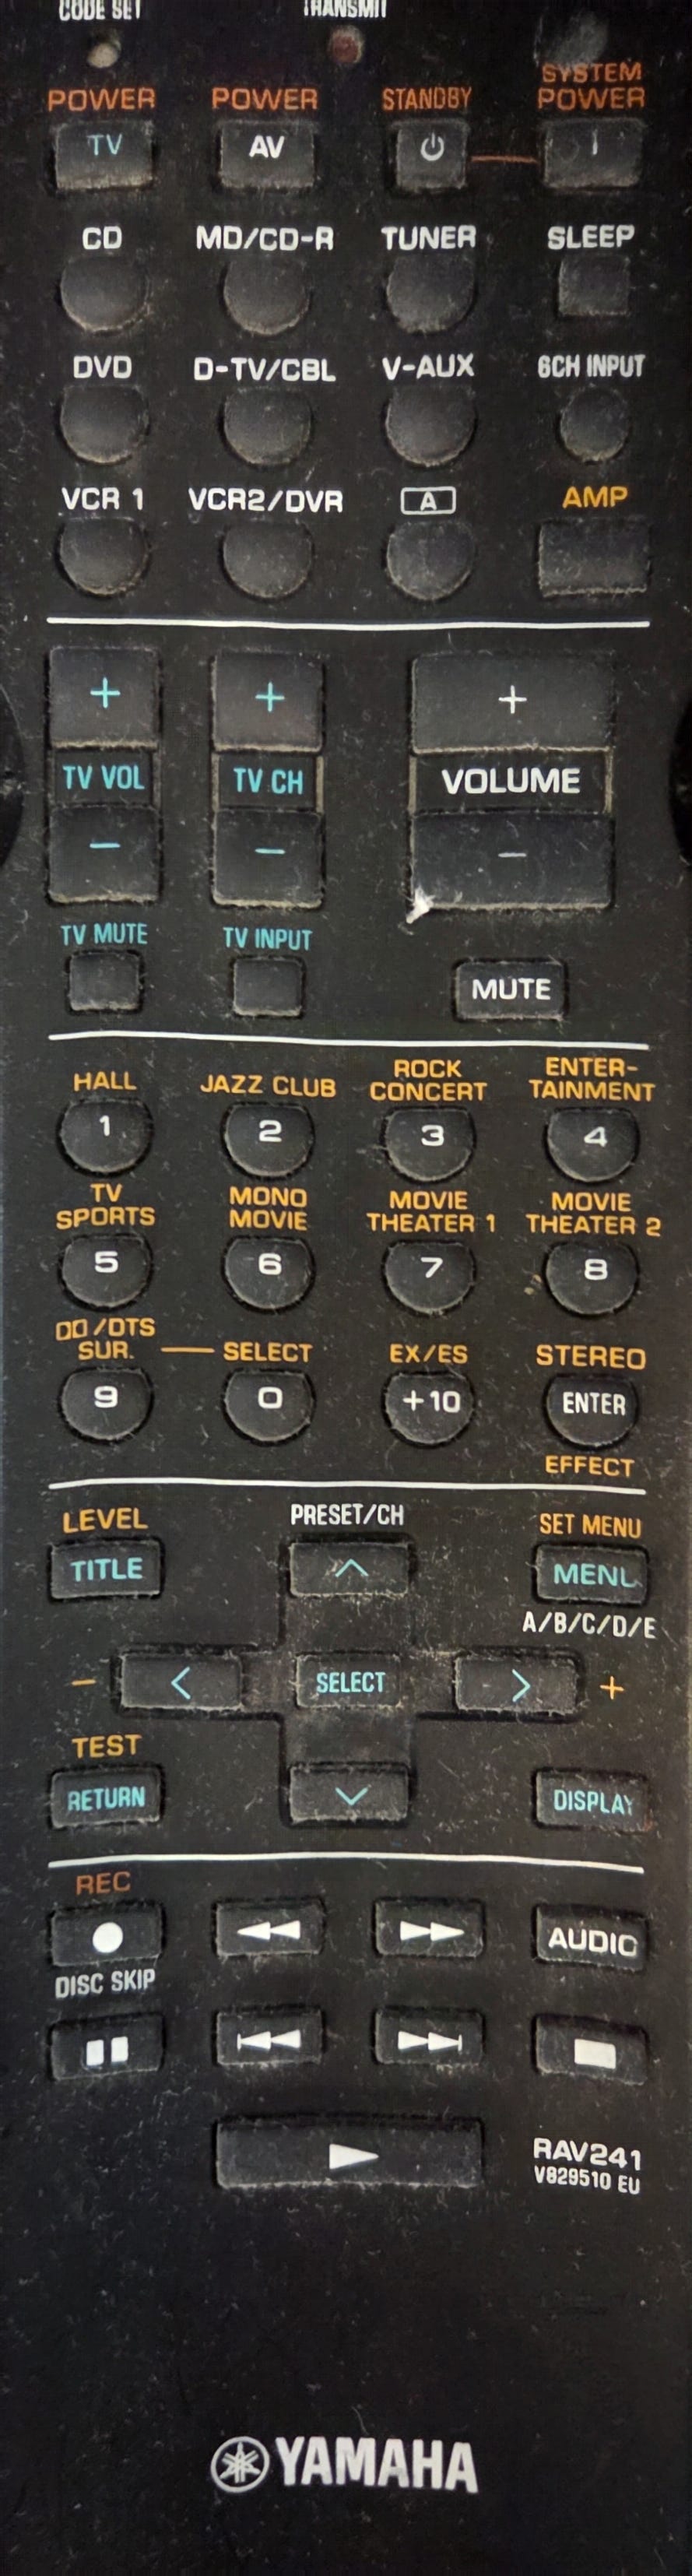 CODE SET TRANSMIT
SYSTEM
POWER POWER STANDBY POWER
TV AV
CD MD/CD-R TUNER SLEEP
DVD D-TV/CBL V-AUX 6CH INPUT
VCR 1 VCR2/DVR A AMP
+ + +
TV VOL TV CH VOLUME
− − −
TV MUTE TV INPUT
MUTE
HALL JAZZ CLUB ROCK CONCERT ENTER-TAINMENT
1 2 3 4
TV SPORTS MONO MOVIE MOVIE THEATER 1 MOVIE THEATER 2
5 6 7 8
DD/DTS
SUR. SELECT EX/ES STEREO
9 0 +10 ENTER
EFFECT
LEVEL PRESET/CH SET MENU
TITLE MENU
A/B/C/D/E
− < SELECT > +
TEST
RETURN DISPLAY
REC
AUDIO
DISC SKIP
RAV241
V829510 EU
YAMAHA